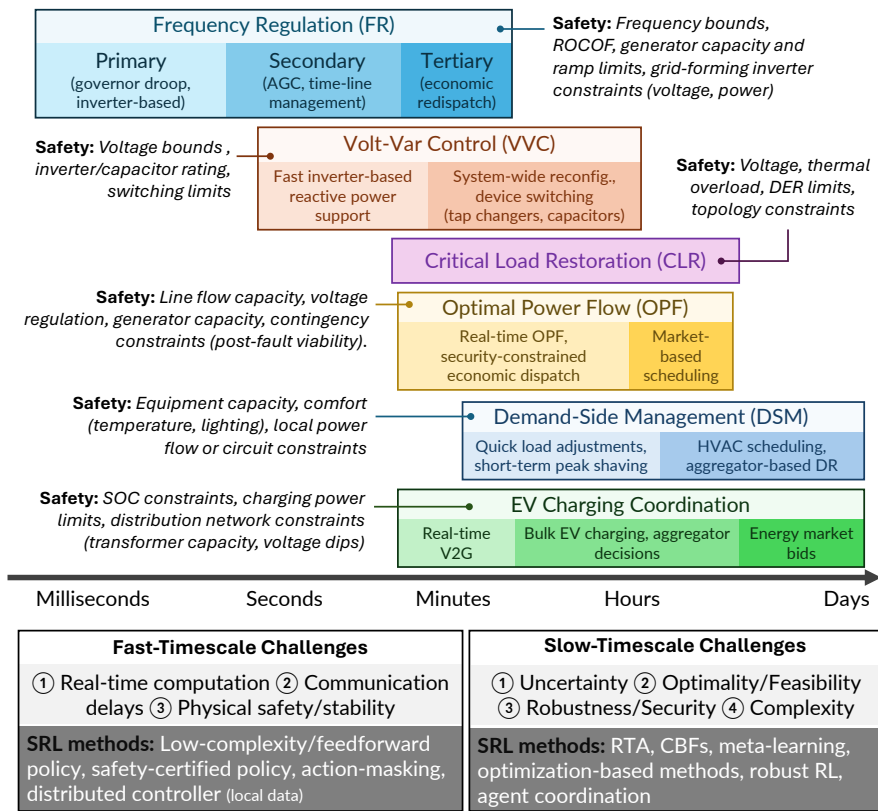 Frequency Regulation (FR)
Primary
(governor droop,
inverter-based)
Secondary
(AGC, time-line
management)
Tertiary
(economic
redispatch)
Safety: Frequency bounds,
ROCOF, generator capacity and
ramp limits, grid-forming inverter
constraints (voltage, power)
Safety: Voltage bounds ,
inverter/capacitor rating,
switching limits
Volt-Var Control (VVC)
Fast inverter-based
reactive power
support
System-wide reconfig.,
device switching
(tap changers, capacitors)
Safety: Voltage, thermal
overload, DER limits,
topology constraints
Critical Load Restoration (CLR)
Safety: Line flow capacity, voltage
regulation, generator capacity, contingency
constraints (post-fault viability).
Optimal Power Flow (OPF)
Real-time OPF,
security-constrained
economic dispatch
Market-
based
scheduling
Safety: Equipment capacity, comfort
(temperature, lighting), local power
flow or circuit constraints
Demand-Side Management (DSM)
Quick load adjustments,
short-term peak shaving
HVAC scheduling,
aggregator-based DR
Safety: SOC constraints, charging power
limits, distribution network constraints
(transformer capacity, voltage dips)
EV Charging Coordination
Real-time
V2G
Bulk EV charging, aggregator
decisions
Energy market
bids
Milliseconds Seconds Minutes Hours Days
Fast-Timescale Challenges
① Real-time computation ② Communication
delays ③ Physical safety/stability
SRL methods: Low-complexity/feedforward
policy, safety-certified policy, action-masking,
distributed controller (local data)
Slow-Timescale Challenges
① Uncertainty ② Optimality/Feasibility
③ Robustness/Security ④ Complexity
SRL methods: RTA, CBFs, meta-learning,
optimization-based methods, robust RL,
agent coordination